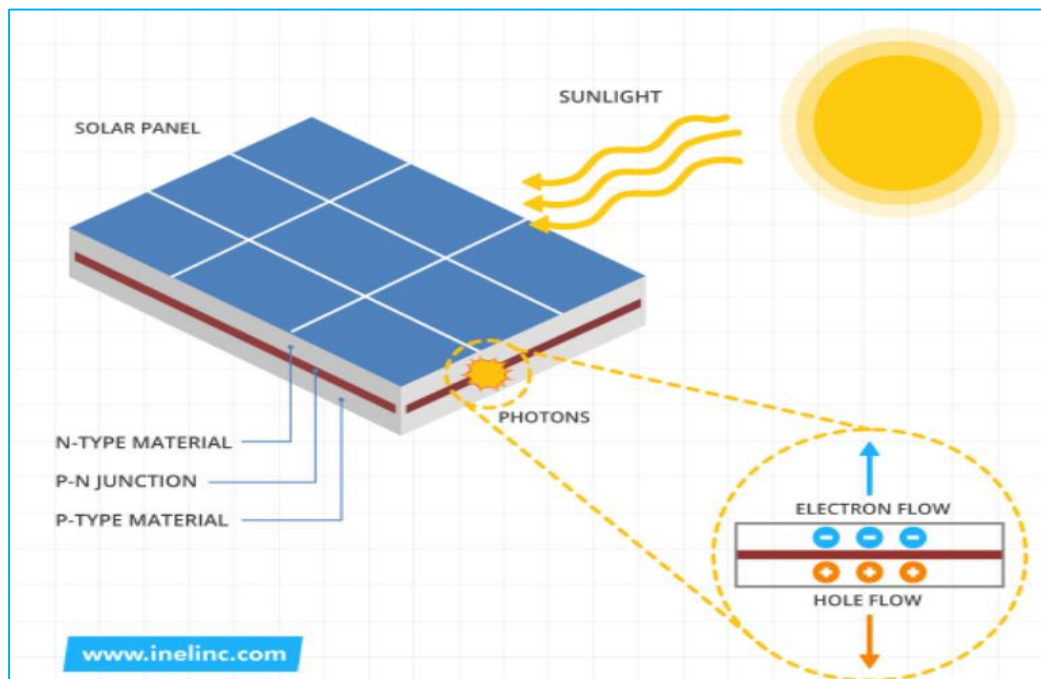 SUNLIGHT
SOLAR PANEL
PHOTONS
N-TYPE MATERIAL
P-N JUNCTION
P-TYPE MATERIAL
ELECTRON FLOW
HOLE FLOW
www.inelinc.com